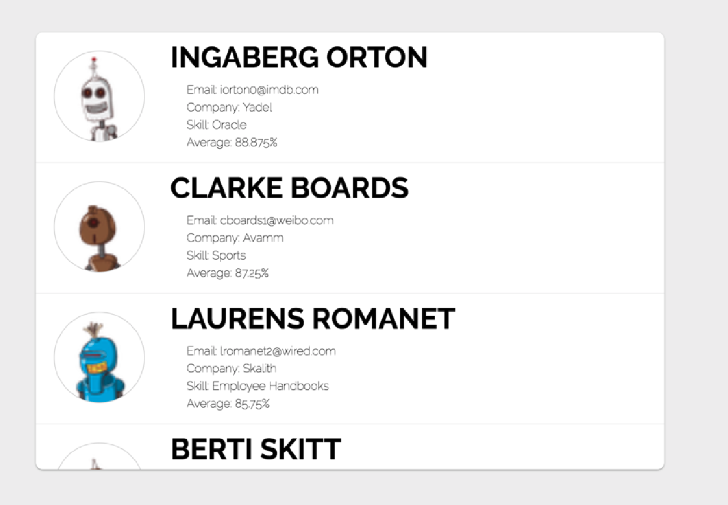 INGABERG ORTON
Email: iorton0@imdb.com
Company: Yadel
Skill: Oracle
Average: 88.875%
CLARKE BOARDS
Email: cboards1@weibo.com
Company: Avamm
Skill: Sports
Average: 87.25%
LAURENS ROMANET
Email: lromanet2@wired.com
Company: Skalith
Skill: Employee Handbooks
Average: 85.75%
BERTI SKITT